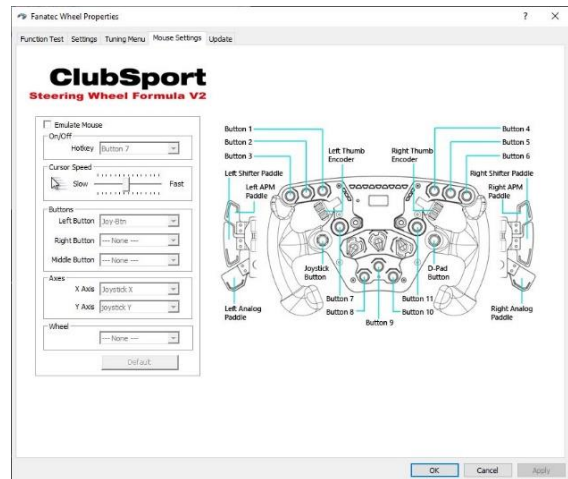 Fanatec Wheel Properties
? X
Function Test Settings Tuning Menu Mouse Settings Update
ClubSport
Steering Wheel Formula V2
Emulate Mouse
On/Off
Hotkey Button 7
Cursor Speed
Slow Fast
Buttons
Left Button Joy-Btn
Right Button --- None ---
Middle Button --- None ---
Axes
X Axis Joystick X
Y Axis Joystick Y
Wheel
--- None ---
Default
Button 1
Button 2
Button 3
Left Thumb
Encoder
Right Thumb
Encoder
Button 4
Button 5
Button 6
Left Shifter Paddle
Left APM
Paddle
Right Shifter Paddle
Right APM
Paddle
Joystick
Button
D-Pad
Button
Left Analog
Paddle
Button 7
Button 8
Button 9
Button 11
Button 10
Right Analog
Paddle
OK Cancel Apply